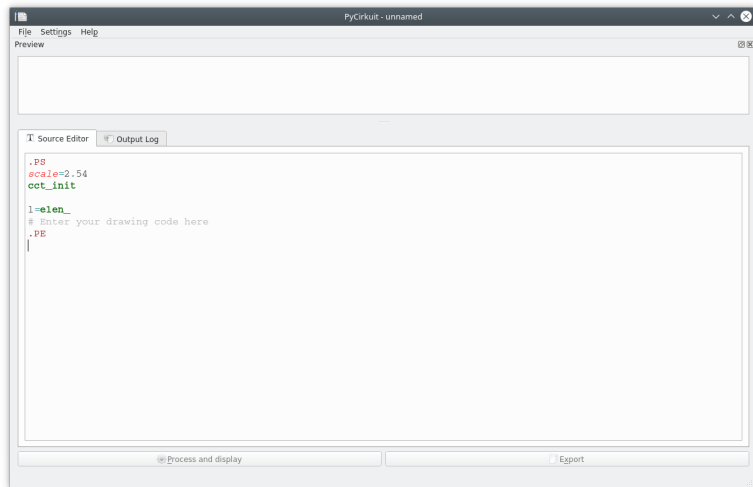 PyCirkuit - unnamed
File Settings Help
Preview
Source Editor Output Log
.PS
scale=2.54
cct_init
l=elen_
# Enter your drawing code here
.PE
Process and display Export